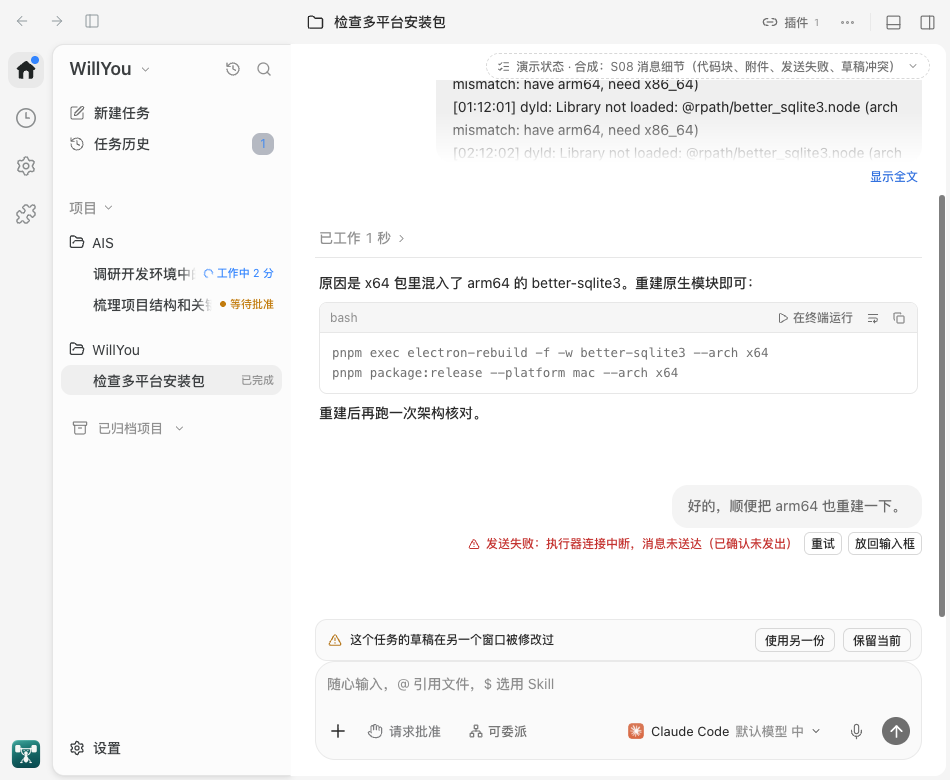 检查多平台安装包
插件 1
WillYou
新建任务
任务历史
1
项目
AIS
调研开发环境中
工作中 2 分
梳理项目结构和关
等待批准
WillYou
检查多平台安装包
已完成
已归档项目
设置
演示状态 · 合成：S08 消息细节（代码块、附件、发送失败、草稿冲突）
mismatch: have arm64, need x86_64)
[01:12:01] dyld: Library not loaded: @rpath/better_sqlite3.node (arch
mismatch: have arm64, need x86_64)
[02:12:02] dyld: Library not loaded: @rpath/better_sqlite3.node (arch
显示全文
已工作 1 秒
原因是 x64 包里混入了 arm64 的 better-sqlite3。重建原生模块即可：
bash
在终端运行
pnpm exec electron-rebuild -f -w better-sqlite3 --arch x64
pnpm package:release --platform mac --arch x64
重建后再跑一次架构核对。
好的，顺便把 arm64 也重建一下。
发送失败：执行器连接中断，消息未送达（已确认未发出）
重试
放回输入框
这个任务的草稿在另一个窗口被修改过
使用另一份
保留当前
随心输入，@ 引用文件，$ 选用 Skill
请求批准
可委派
Claude Code 默认模型 中